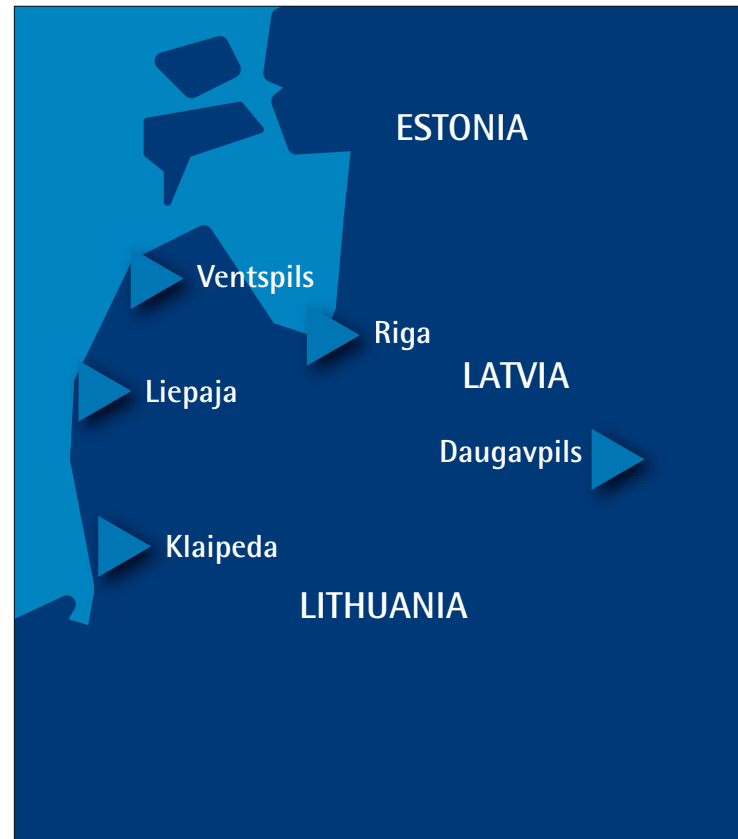 ESTONIA
Ventspils
Riga
LATVIA
Liepaja
Daugavpils
Klaipeda
LITHUANIA